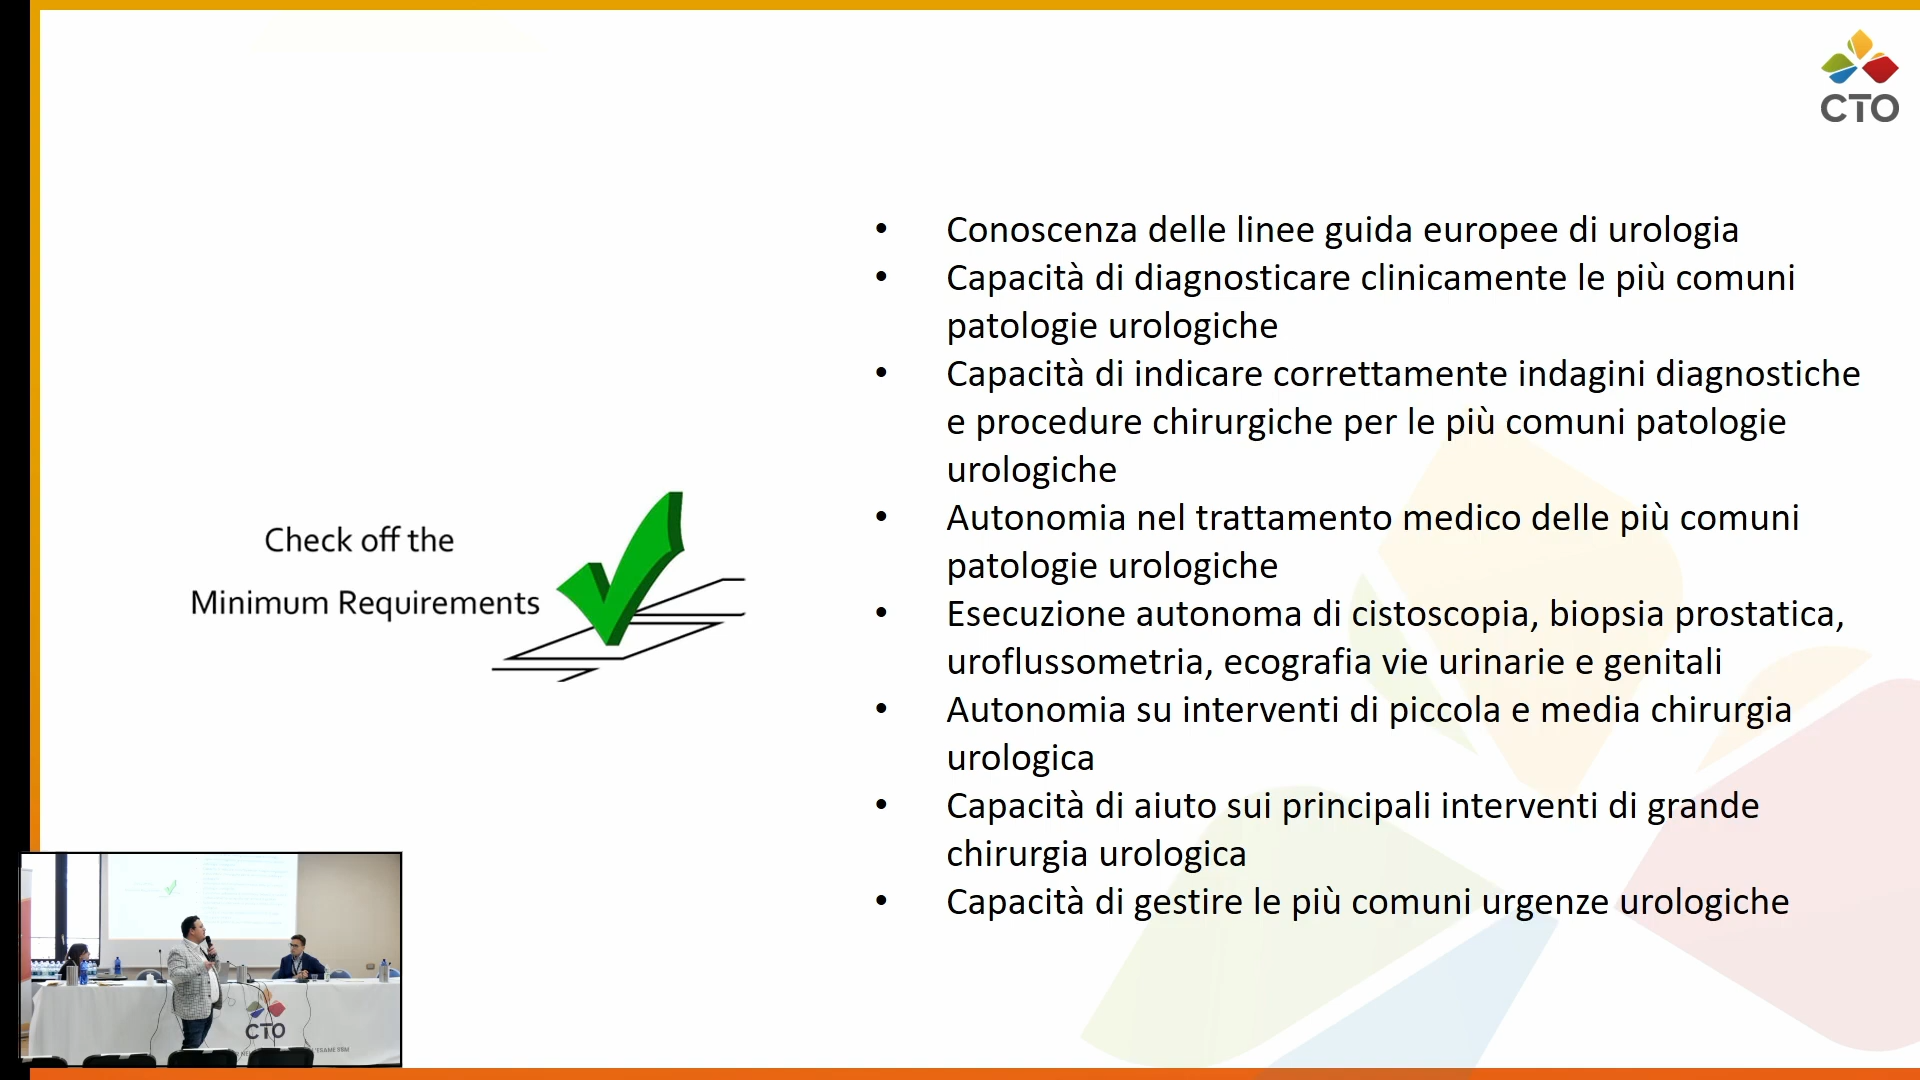 CTO
Conoscenza delle linee guida europee di urologia
Capacità di diagnosticare clinicamente le più comuni
patologie urologiche
Capacità di indicare correttamente indagini diagnostiche
e procedure chirurgiche per le più comuni patologie
urologiche
Autonomia nel trattamento medico delle più comuni
patologie urologiche
Esecuzione autonoma di cistoscopia, biopsia prostatica,
uroflussometria, ecografia vie urinarie e genitali
Autonomia su interventi di piccola e media chirurgia
urologica
Capacità di aiuto sui principali interventi di grande
chirurgia urologica
Capacità di gestire le più comuni urgenze urologiche
Check off the
Minimum Requirements
CTO